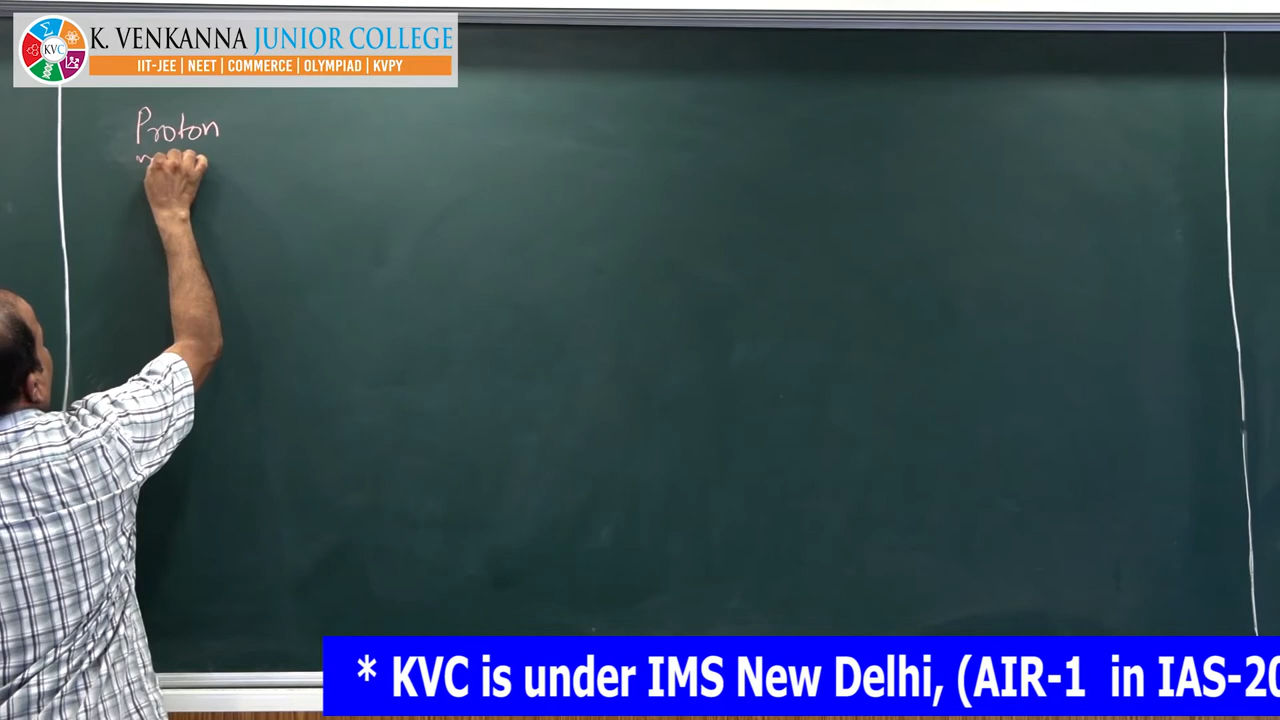 KVC
K. VENKANNA JUNIOR COLLEGE
IIT-JEE | NEET | COMMERCE | OLYMPIAD | KVPY
Proton
* KVC is under IMS New Delhi, (AIR-1 in IAS-20